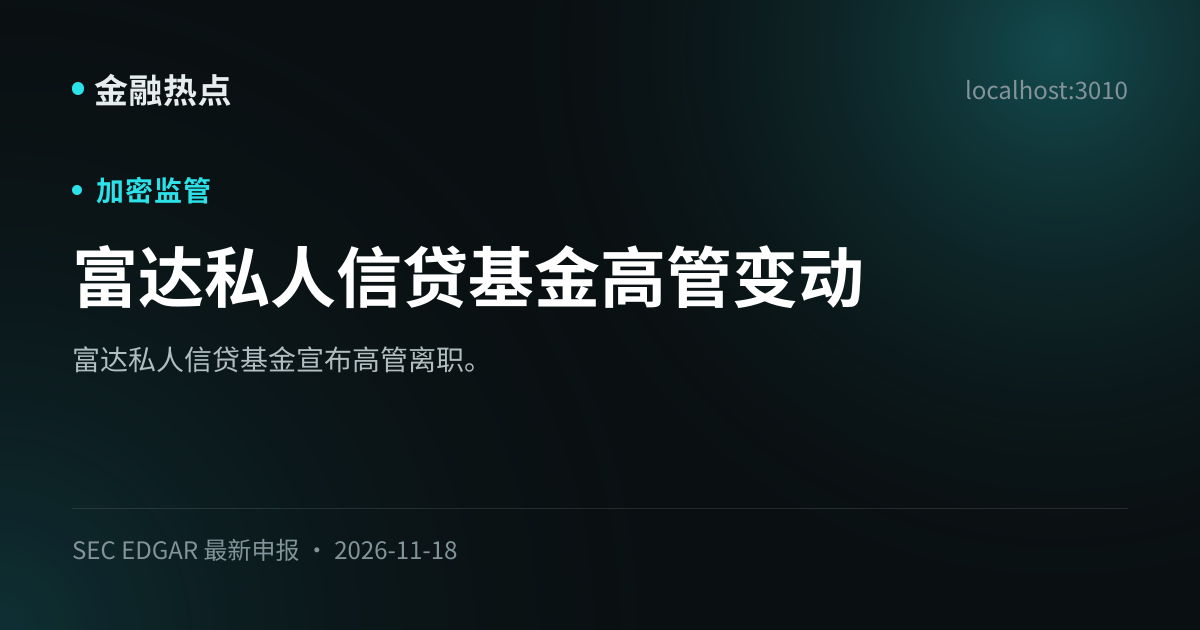 金融热点
localhost:3010
加密监管
富达私人信贷基金高管变动
富达私人信贷基金宣布高管离职。
SEC EDGAR 最新申报 · 2026-11-18